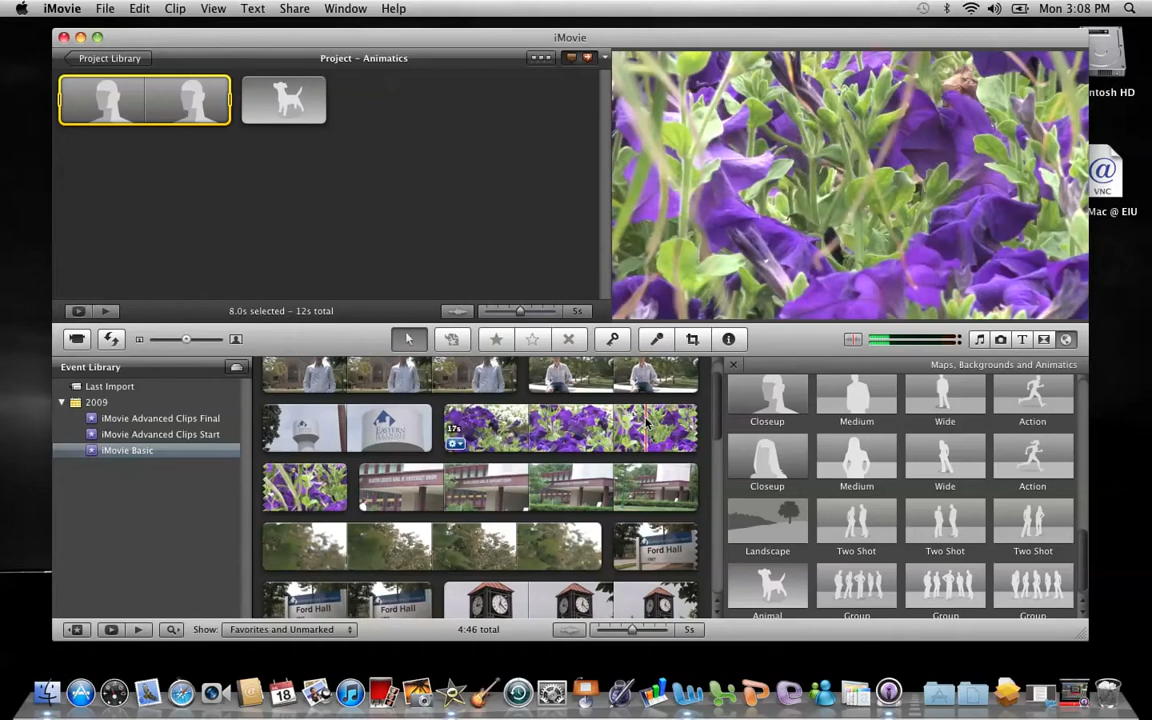 iMovie File Edit Clip View Text Share Window Help Mon 3:08 PM
iMovie
Project Library
Project - Animatics
ntosh HD
@
VNC
Mac @ EIU
8.0s selected - 12s total
5s
Event Library
Last Import
2009
iMovie Advanced Clips Final
iMovie Advanced Clips Start
iMovie Basic
17s
EASTERN
Ford Hall
Ford Hall
Maps, Backgrounds and Animatics
Closeup Medium Wide Action
Closeup Medium Wide Action
Landscape Two Shot Two Shot Two Shot
Animal Group Group Group
Show: Favorites and Unmarked
4:46 total
5s
18